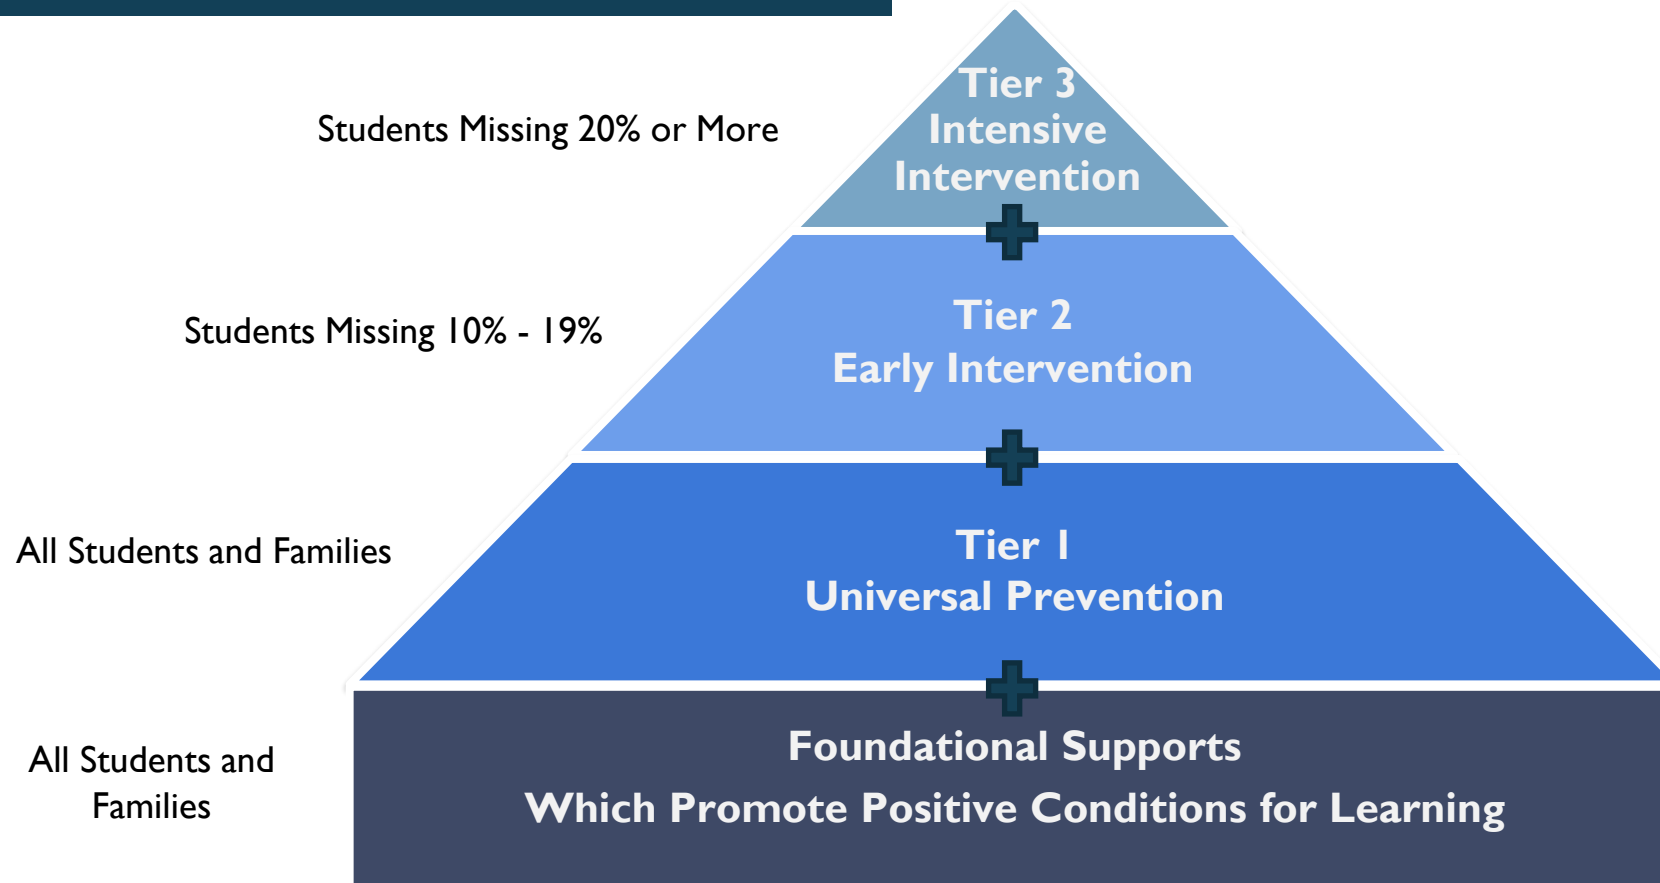 Tier 3
Intensive
Intervention
Students Missing 20% or More
Tier 2
Early Intervention
Students Missing 10% - 19%
Tier 1
Universal Prevention
All Students and Families
Foundational Supports
Which Promote Positive Conditions for Learning
All Students and
Families